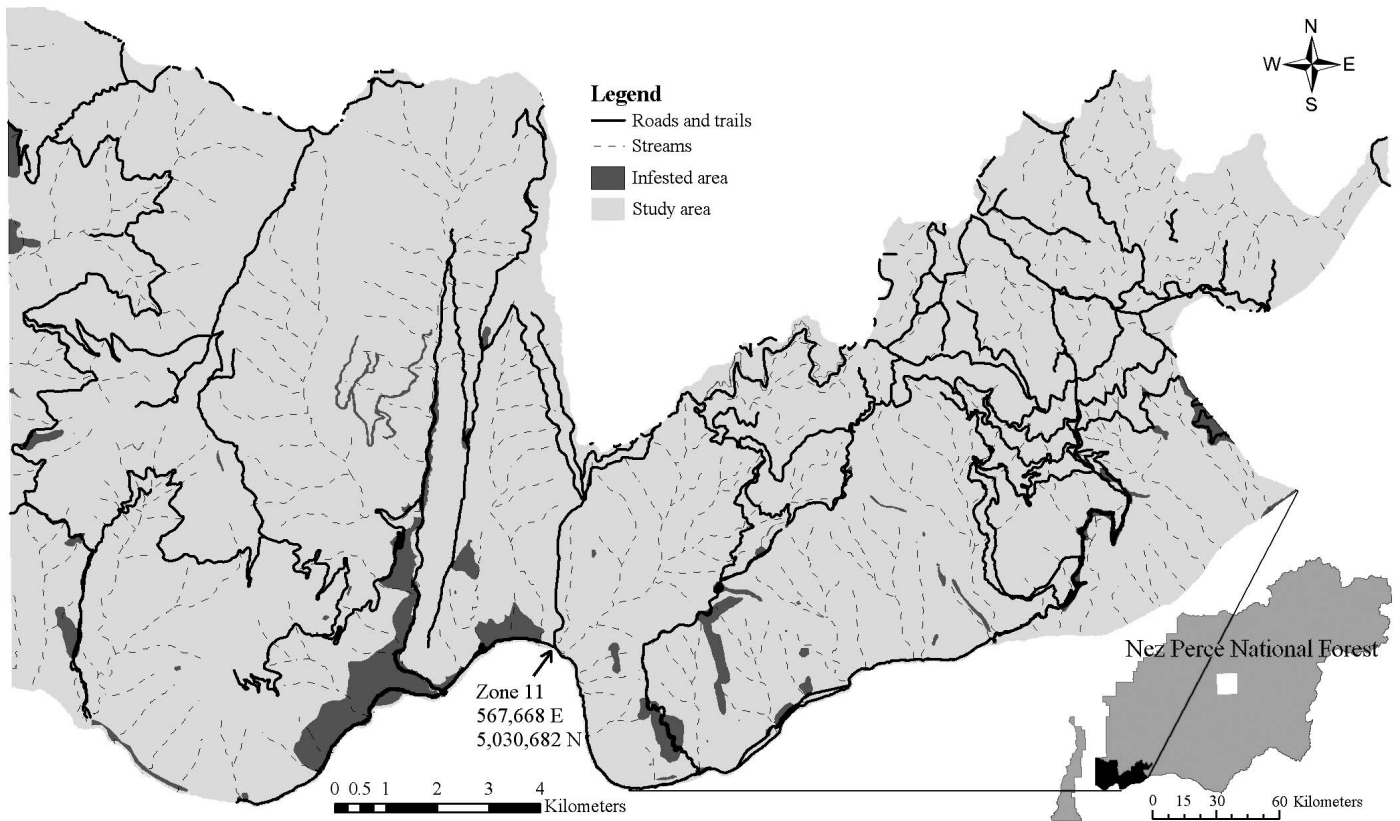 N
W E
S
Legend
Roads and trails
Streams
Infested area
Study area
Zone 11
567,668 E
5,030,682 N
0 0.5 1 2 3 4
Kilometers
Nez Perce National Forest
0 15 30 60 Kilometers